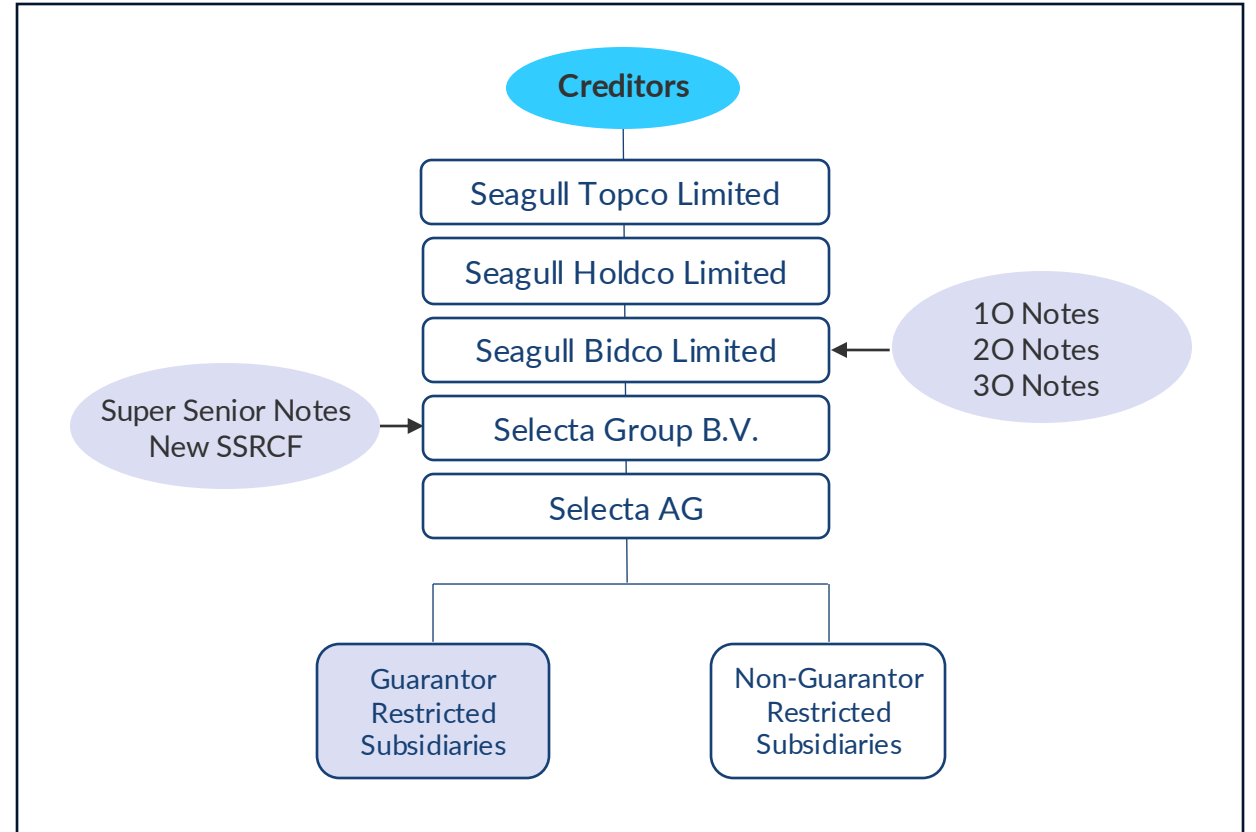 Creditors
Seagull Topco Limited
Seagull Holdco Limited
Seagull Bidco Limited
1O Notes
2O Notes
3O Notes
Super Senior Notes
New SSRCF
Selecta Group B.V.
Selecta AG
Guarantor
Restricted
Subsidiaries
Non-Guarantor
Restricted
Subsidiaries